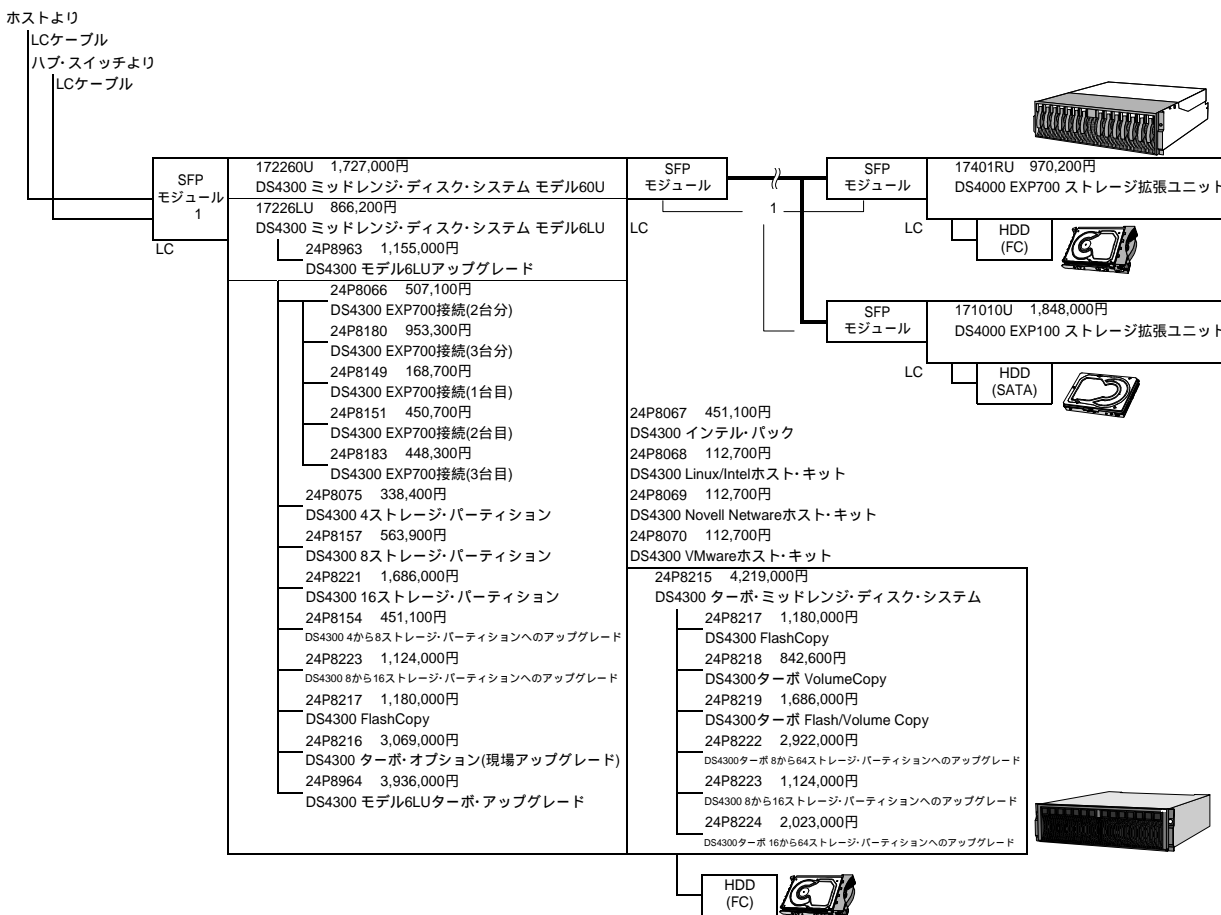 ホストより
LCケーブル
ハブ・スイッチより
LCケーブル
SFP
モジュール
1
LC
172260U 1,727,000円
DS4300 ミッドレンジ・ディスク・システム モデル60U
17226LU 866,200円
DS4300 ミッドレンジ・ディスク・システム モデル6LU
24P8963 1,155,000円
DS4300 モデル6LUアップグレード
24P8066 507,100円
DS4300 EXP700接続(2台分)
24P8180 953,300円
DS4300 EXP700接続(3台分)
24P8149 168,700円
DS4300 EXP700接続(1台目)
24P8151 450,700円
DS4300 EXP700接続(2台目)
24P8183 448,300円
DS4300 EXP700接続(3台目)
24P8075 338,400円
DS4300 4ストレージ・パーティション
24P8157 563,900円
DS4300 8ストレージ・パーティション
24P8221 1,686,000円
DS4300 16ストレージ・パーティション
24P8154 451,100円
DS4300 4から8ストレージ・パーティションへのアップグレード
24P8223 1,124,000円
DS4300 8から16ストレージ・パーティションへのアップグレード
24P8217 1,180,000円
DS4300 FlashCopy
24P8216 3,069,000円
DS4300 ターボ・オプション(現場アップグレード)
24P8964 3,936,000円
DS4300 モデル6LUターボ・アップグレード
SFP
モジュール
LC
1
SFP
モジュール
LC
17401RU 970,200円
DS4000 EXP700 ストレージ拡張ユニット
HDD
(FC)
SFP
モジュール
LC
171010U 1,848,000円
DS4000 EXP100 ストレージ拡張ユニット
HDD
(SATA)
24P8067 451,100円
DS4300 インテル・パック
24P8068 112,700円
DS4300 Linux/Intelホスト・キット
24P8069 112,700円
DS4300 Novell Netwareホスト・キット
24P8070 112,700円
DS4300 VMwareホスト・キット
24P8215 4,219,000円
DS4300 ターボ・ミッドレンジ・ディスク・システム
24P8217 1,180,000円
DS4300 FlashCopy
24P8218 842,600円
DS4300ターボ VolumeCopy
24P8219 1,686,000円
DS4300ターボ Flash/Volume Copy
24P8222 2,922,000円
DS4300ターボ 8から64ストレージ・パーティションへのアップグレード
24P8223 1,124,000円
DS4300 8から16ストレージ・パーティションへのアップグレード
24P8224 2,023,000円
DS4300ターボ 16から64ストレージ・パーティションへのアップグレード
HDD
(FC)